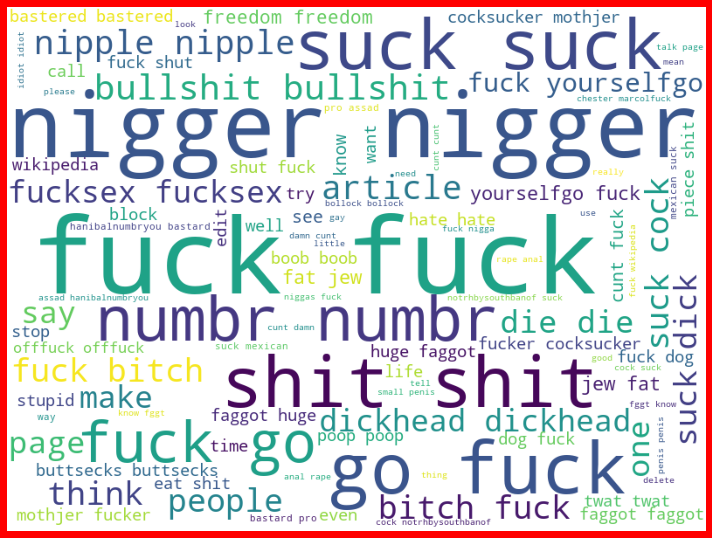 bastered bastered
look
freedom freedom
cocksucker mothjer
idiot idiot
nipple nipple
suck suck
talk page
call
fuck shut
mean
please
bullshit bullshit
fuck yourselfgo
nigger nigger
pro assad
chester marcolfuck
know
want
cunt cunt
mexican suck
piece shit
wikipedia
shut fuck
need
really
fucksex fucksex
try
article
yourselfgo fuck
block
edit
see
gay
bollock bollock
hate hate
use
cunt fuck
suck cock
hanibalnumbryou bastard
well
damn cunt
little
fuck nigga
fuck fuck
boob boob
rape anal
fuck wikipedia
fat jew
assad hanibalnumbryou
niggas fuck
notrhbysouthbanof suck
say
numbr numbr
die die
suck dick
stop
cunt damn
offfuck offfuck
suck mexican
huge faggot
fucker cocksucker
good
fuck dog
fuck bitch
shit shit
life
tell
cock suck
jew fat
stupid
make
small penis
fggt know
way
know fggt
faggot huge
dickhead dickhead
page
fuck go
time
poop poop
dog fuck
one
penis penis
buttsecks buttsecks
eat shit
anal rape
go fuck
thing
delete
think
people
bitch fuck
twat twat
mothjer fucker
bastard pro
even
cock notrhbysouthbanof
faggot faggot